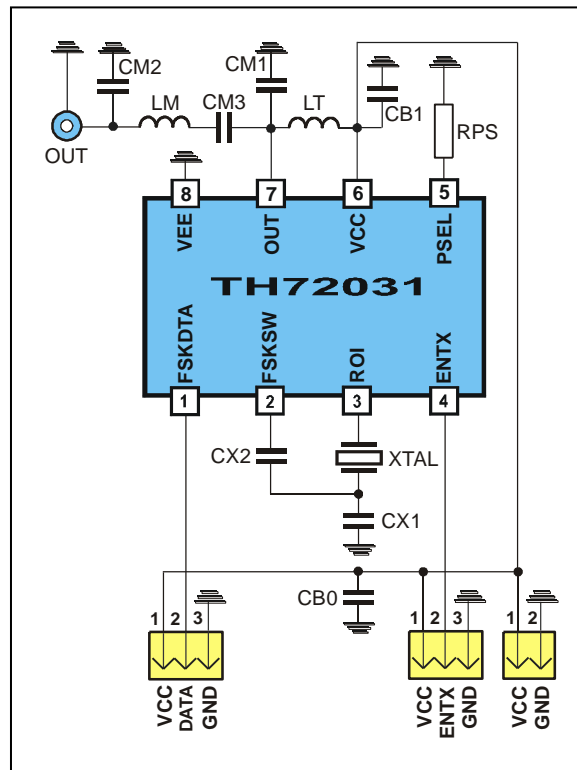 CM2
CM1
LM
CM3
LT
CB1
RPS
OUT
8
7
6
5
VEE
OUT
VCC
PSEL
TH72031
FSKDTA
FSKSW
ROI
ENTX
1
2
3
4
CX2
XTAL
CX1
CB0
1 2 3
1 2 3
1 2
VCC
DATA
GND
VCC
ENTX
GND
VCC
GND